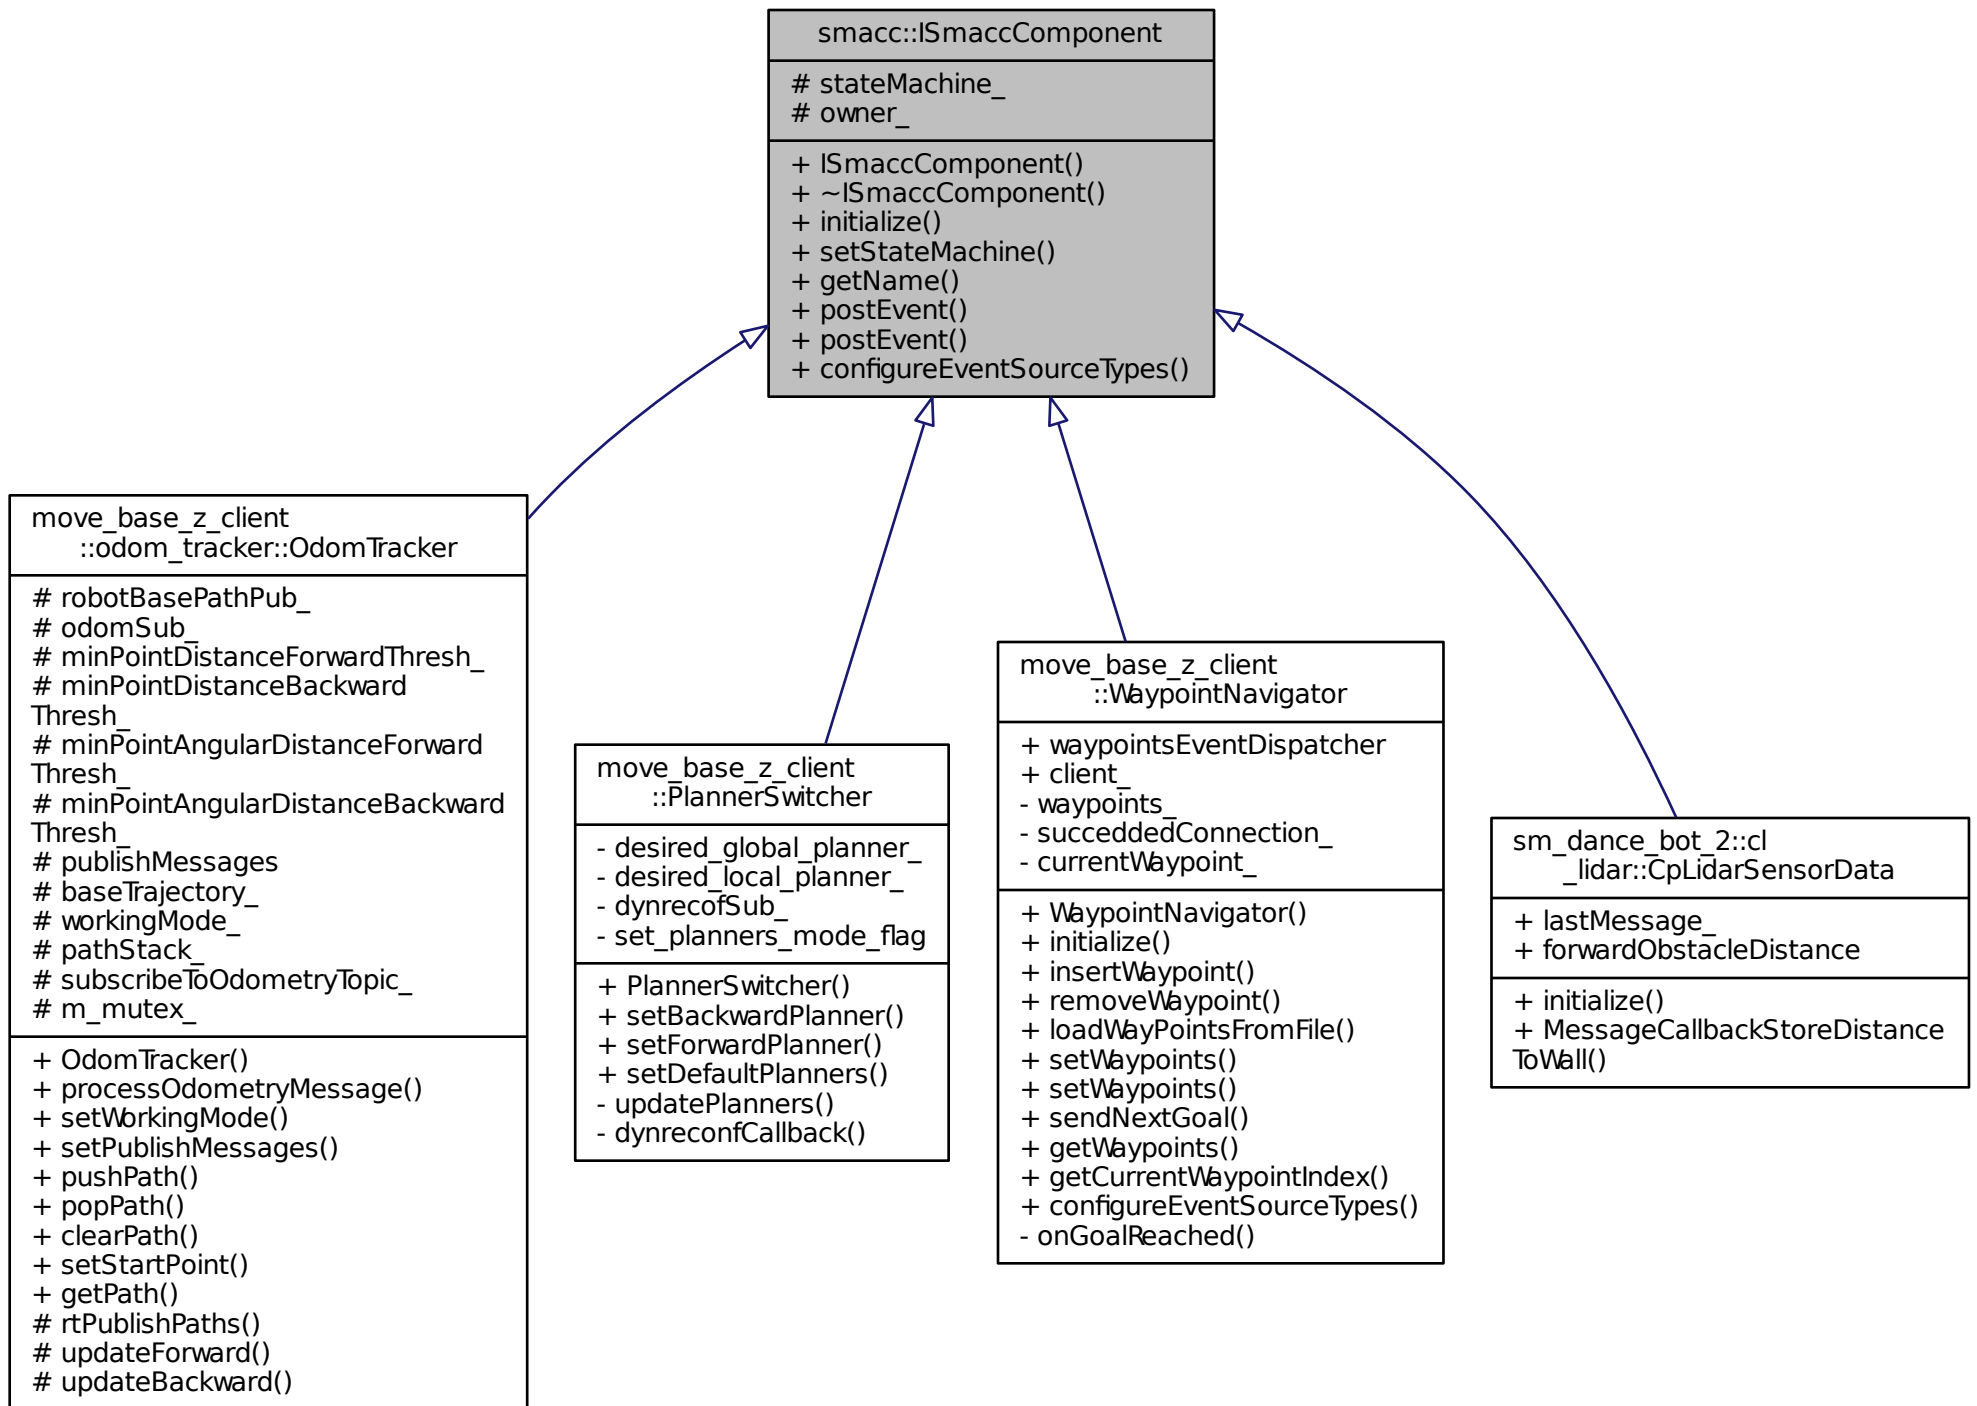 smacc::ISmaccComponent
# stateMachine_
# owner_
+ ISmaccComponent()
+ ~ISmaccComponent()
+ initialize()
+ setStateMachine()
+ getName()
+ postEvent()
+ postEvent()
+ configureEventSourceTypes()
move_base_z_client
::odom_tracker::OdomTracker
# robotBasePathPub_
# odomSub_
# minPointDistanceForwardThresh_
# minPointDistanceBackward
Thresh_
# minPointAngularDistanceForward
Thresh_
# minPointAngularDistanceBackward
Thresh_
# publishMessages
# baseTrajectory_
# workingMode_
# pathStack_
# subscribeToOdometryTopic_
# m_mutex_
+ OdomTracker()
+ processOdometryMessage()
+ setWorkingMode()
+ setPublishMessages()
+ pushPath()
+ popPath()
+ clearPath()
+ setStartPoint()
+ getPath()
# rtPublishPaths()
# updateForward()
# updateBackward()
move_base_z_client
::PlannerSwitcher
- desired_global_planner_
- desired_local_planner_
- dynrecofSub_
- set_planners_mode_flag
+ PlannerSwitcher()
+ setBackwardPlanner()
+ setForwardPlanner()
+ setDefaultPlanners()
- updatePlanners()
- dynreconfCallback()
move_base_z_client
::WaypointNavigator
+ waypointsEventDispatcher
+ client_
- waypoints_
- succeddedConnection_
- currentWaypoint_
+ WaypointNavigator()
+ initialize()
+ insertWaypoint()
+ removeWaypoint()
+ loadWayPointsFromFile()
+ setWaypoints()
+ setWaypoints()
+ sendNextGoal()
+ getWaypoints()
+ getCurrentWaypointIndex()
+ configureEventSourceTypes()
- onGoalReached()
sm_dance_bot_2::cl
_lidar::CpLidarSensorData
+ lastMessage_
+ forwardObstacleDistance
+ initialize()
+ MessageCallbackStoreDistance
ToWall()